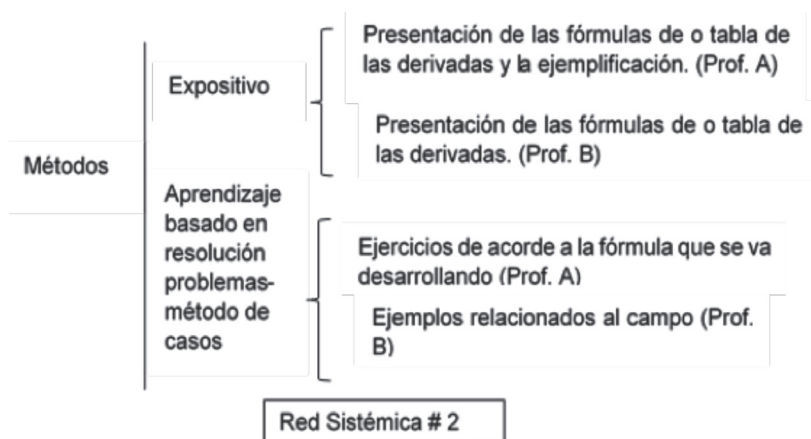 Métodos
Expositivo
Presentación de las fórmulas de o tabla de
las derivadas y la ejemplificación. (Prof. A)
Presentación de las fórmulas de o tabla de
las derivadas. (Prof. B)
Aprendizaje
basado en
resolución
problemas-
método de
casos
Ejercicios de acorde a la fórmula que se va
desarrollando (Prof. A)
Ejemplos relacionados al campo (Prof.
B)
Red Sistémica # 2